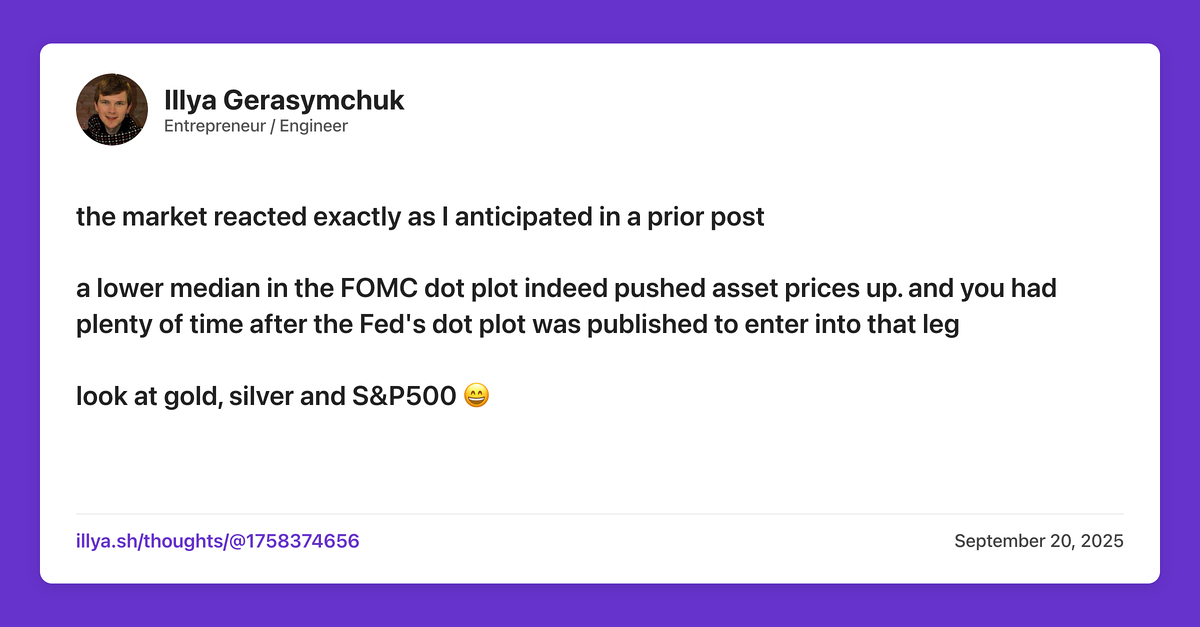 Illya Gerasymchuk
Entrepreneur / Engineer
the market reacted exactly as I anticipated in a prior post
a lower median in the FOMC dot plot indeed pushed asset prices up. and you had
plenty of time after the Fed's dot plot was published to enter into that leg
look at gold, silver and S&P500 😄
illya.sh/thoughts/@1758374656
September 20, 2025